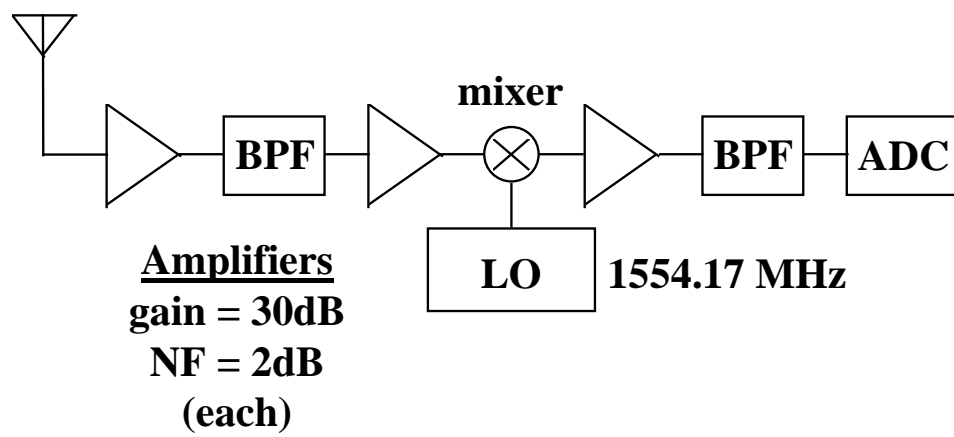 mixer
BPF
BPF
ADC
LO
1554.17 MHz
Amplifiers
gain = 30dB
NF = 2dB
(each)